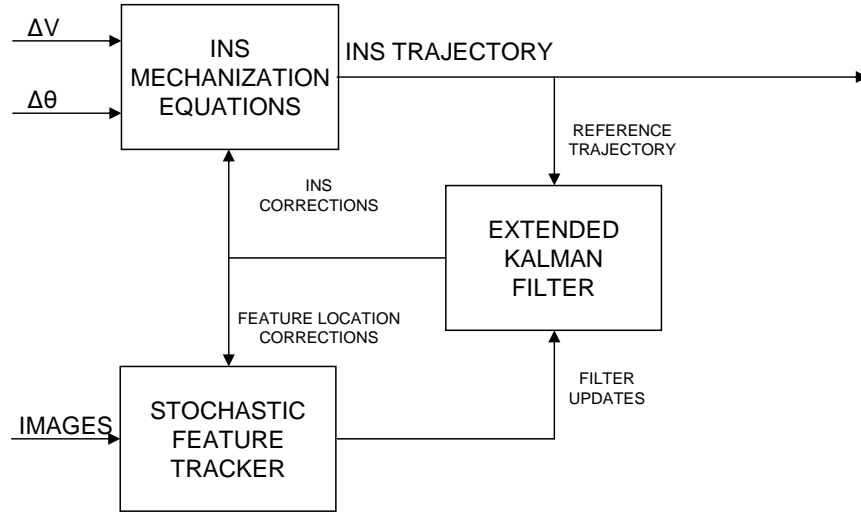 ΔV
Δθ
INS
MECHANIZATION
EQUATIONS
INS TRAJECTORY
REFERENCE
TRAJECTORY
INS
CORRECTIONS
EXTENDED
KALMAN
FILTER
FEATURE LOCATION
CORRECTIONS
FILTER
UPDATES
IMAGES
STOCHASTIC
FEATURE
TRACKER